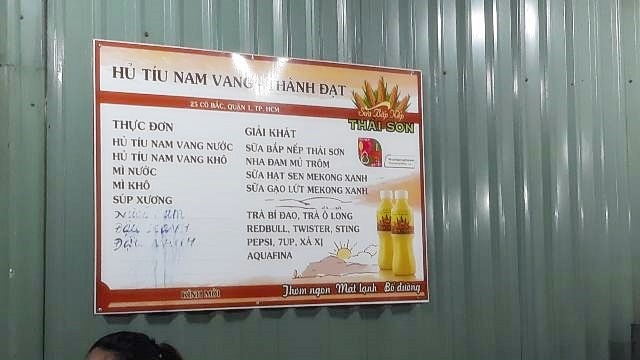 HỦ TÍU NAM VANG THÀNH ĐẠT
25 CÔ BẮC, QUẬN 1, TP. HCM
THỰC ĐƠN
HỦ TÍU NAM VANG NƯỚC
HỦ TÍU NAM VANG KHÔ
MÌ NƯỚC
MÌ KHÔ
SÚP XƯƠNG
GIẢI KHÁT
SỮA BẮP NẾP THÁI SƠN
NHA ĐAM MỦ TRÔM
SỮA HẠT SEN MEKONG XANH
SỮA GẠO LỨT MEKONG XANH
TRÀ BÍ ĐAO, TRÀ Ô LONG
REDBULL, TWISTER, STING
PEPSI, 7UP, XÁ XỊ
AQUAFINA
Sữa Bắp Nếp
THÁI SƠN
KÍNH MỜI
Thơm ngon Mát lạnh Bổ dưỡng